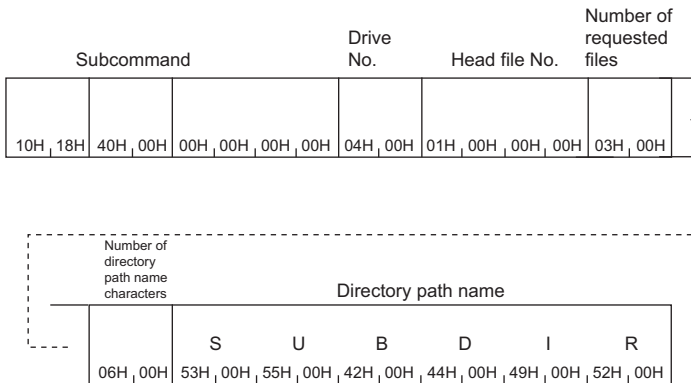 Subcommand
Drive No.
Head file No.
Number of requested files
10H 18H 40H 00H 00H 00H 00H 00H 04H 00H 01H 00H 00H 00H 03H 00H
Number of directory path name characters
Directory path name
S U B D I R
06H 00H 53H 00H 55H 00H 42H 00H 44H 00H 49H 00H 52H 00H